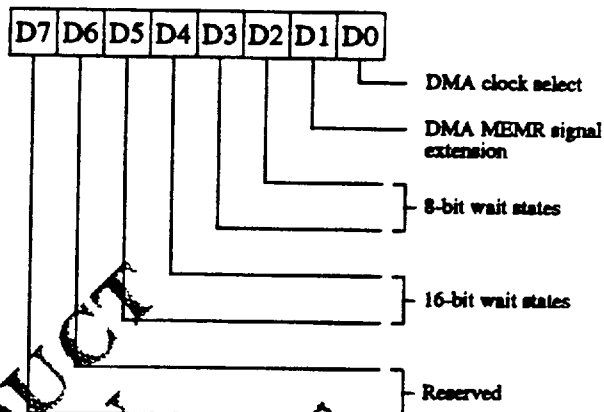 D7 D6 D5 D4 D3 D2 D1 D0
DMA clock select
DMA MEMR signal
extension
8-bit wait states
16-bit wait states
Reserved
UCT